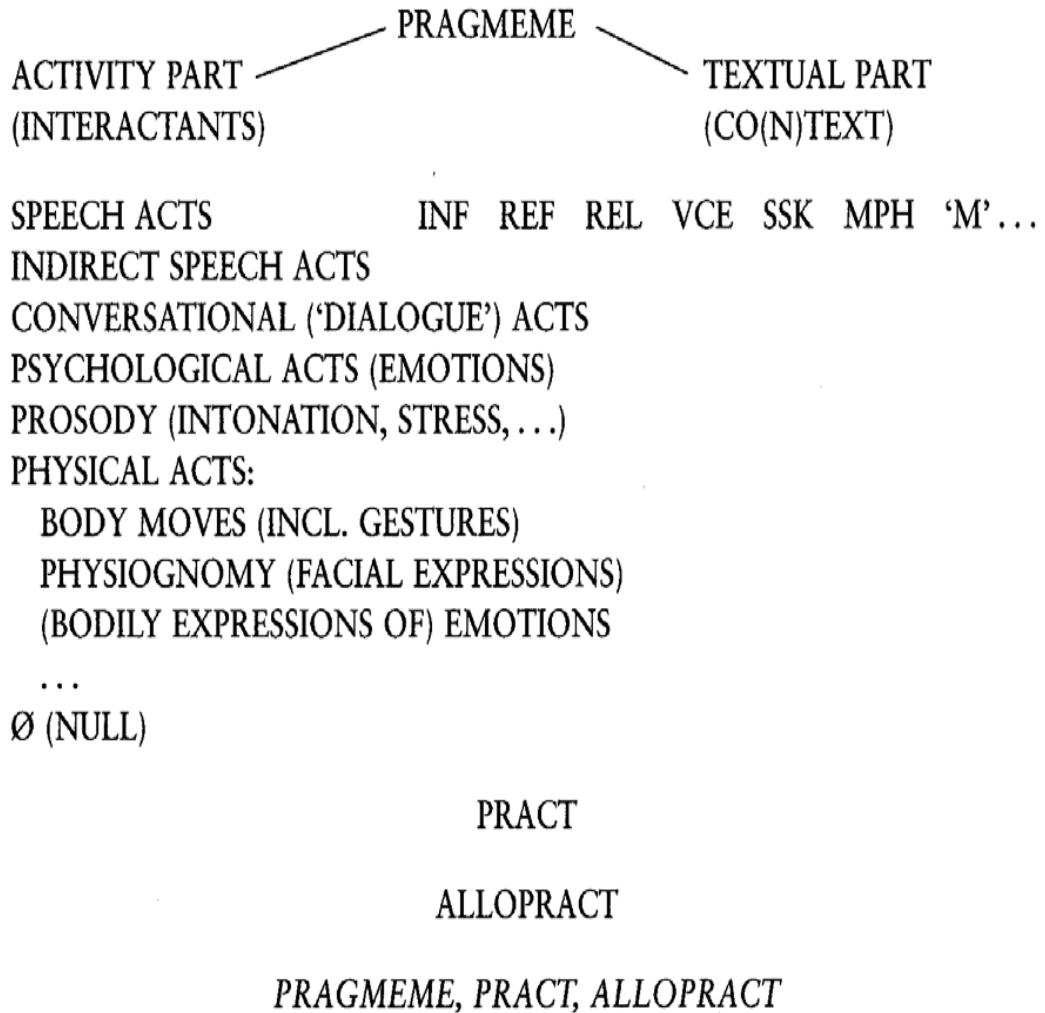 PRAGMEME
ACTIVITY PART TEXTUAL PART
(INTERACTANTS) (CO(N)TEXT)
SPEECH ACTS INF REF REL VCE SSK MPH ‘M’...
INDIRECT SPEECH ACTS
CONVERSATIONAL (‘DIALOGUE’) ACTS
PSYCHOLOGICAL ACTS (EMOTIONS)
PROSODY (INTONATION, STRESS, ...)
PHYSICAL ACTS:
BODY MOVES (INCL. GESTURES)
PHYSIOGNOMY (FACIAL EXPRESSIONS)
(BODILY EXPRESSIONS OF) EMOTIONS
...
Ø (NULL)
PRACT
ALLOPRACT
PRAGMEME, PRACT, ALLOPRACT